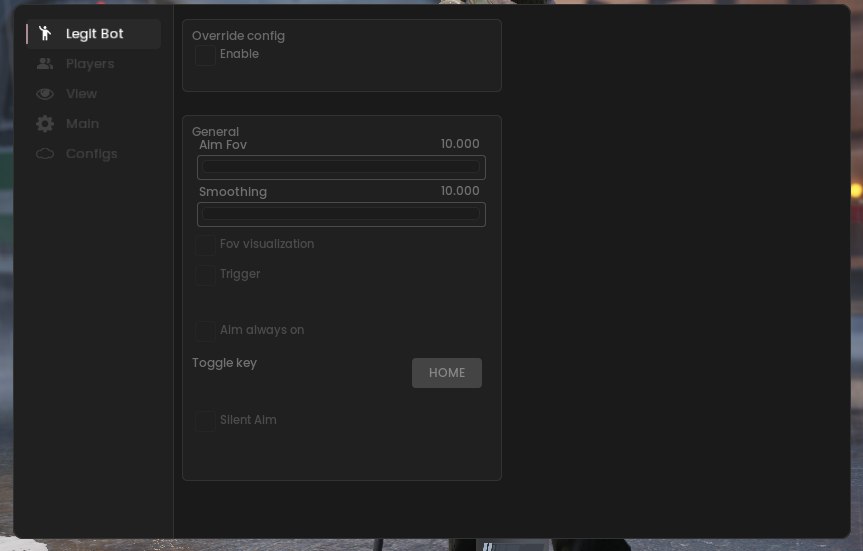 Legit Bot
Players
View
Main
Configs
Override config
Enable
General
Aim Fov 10.000
Smoothing 10.000
Fov visualization
Trigger
Aim always on
Toggle key HOME
Silent Aim